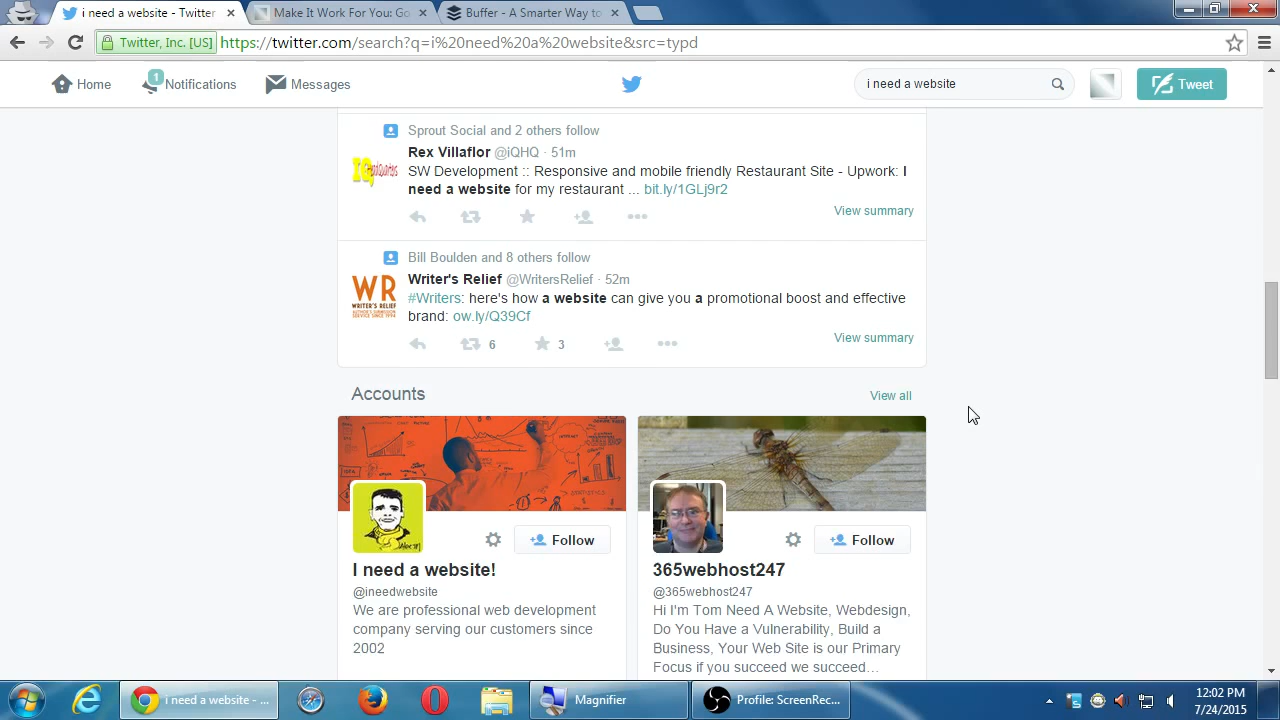 i need a website - Twitter
Make It Work For You: Go
Buffer - A Smarter Way to
Twitter, Inc. [US]
https://twitter.com/search?q=i%20need%20a%20website&src=typd
Home
1
Notifications
Messages
i need a website
Tweet
Sprout Social and 2 others follow
Rex Villaflor @iQHQ · 51m
SW Development :: Responsive and mobile friendly Restaurant Site - Upwork: I
need a website for my restaurant ... bit.ly/1GLj9r2
View summary
Bill Boulden and 8 others follow
WR
WRITER'S RELIEF
Writer's Relief @WritersRelief · 52m
#Writers: here's how a website can give you a promotional boost and effective
brand: ow.ly/Q39Cf
6
3
View summary
Accounts
View all
Follow
I need a website!
@ineedwebsite
We are professional web development
company serving our customers since
2002
Follow
365webhost247
@365webhost247
Hi I'm Tom Need A Website, Webdesign,
Do You Have a Vulnerability, Build a
Business, Your Web Site is our Primary
Focus if you succeed we succeed…
i need a website - ...
Magnifier
Profile: ScreenRec...
12:02 PM
7/24/2015